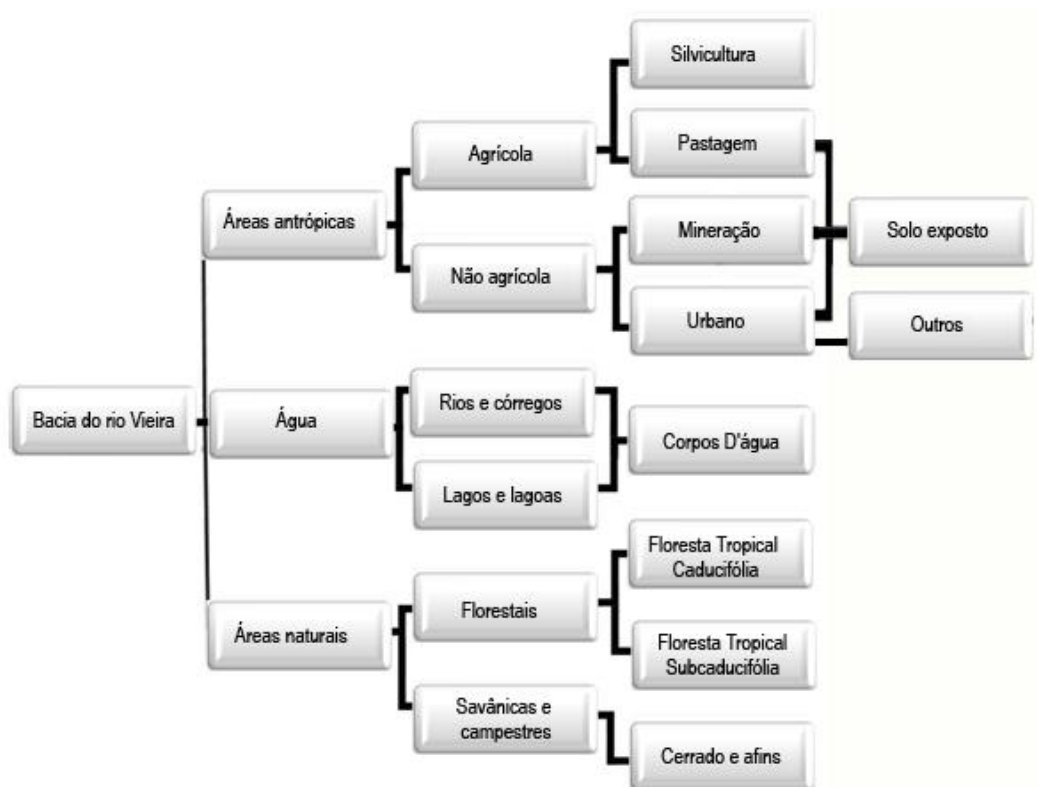 Silvicultura
Agrícola
Pastagem
Áreas antrópicas
Mineração
Solo exposto
Não agrícola
Urbano
Outros
Bacia do rio Vieira
Água
Rios e córregos
Corpos D'água
Lagos e lagoas
Floresta Tropical
Caducifólia
Áreas naturais
Florestais
Floresta Tropical
Subcaducifólia
Savânicas e
campestres
Cerrado e afins